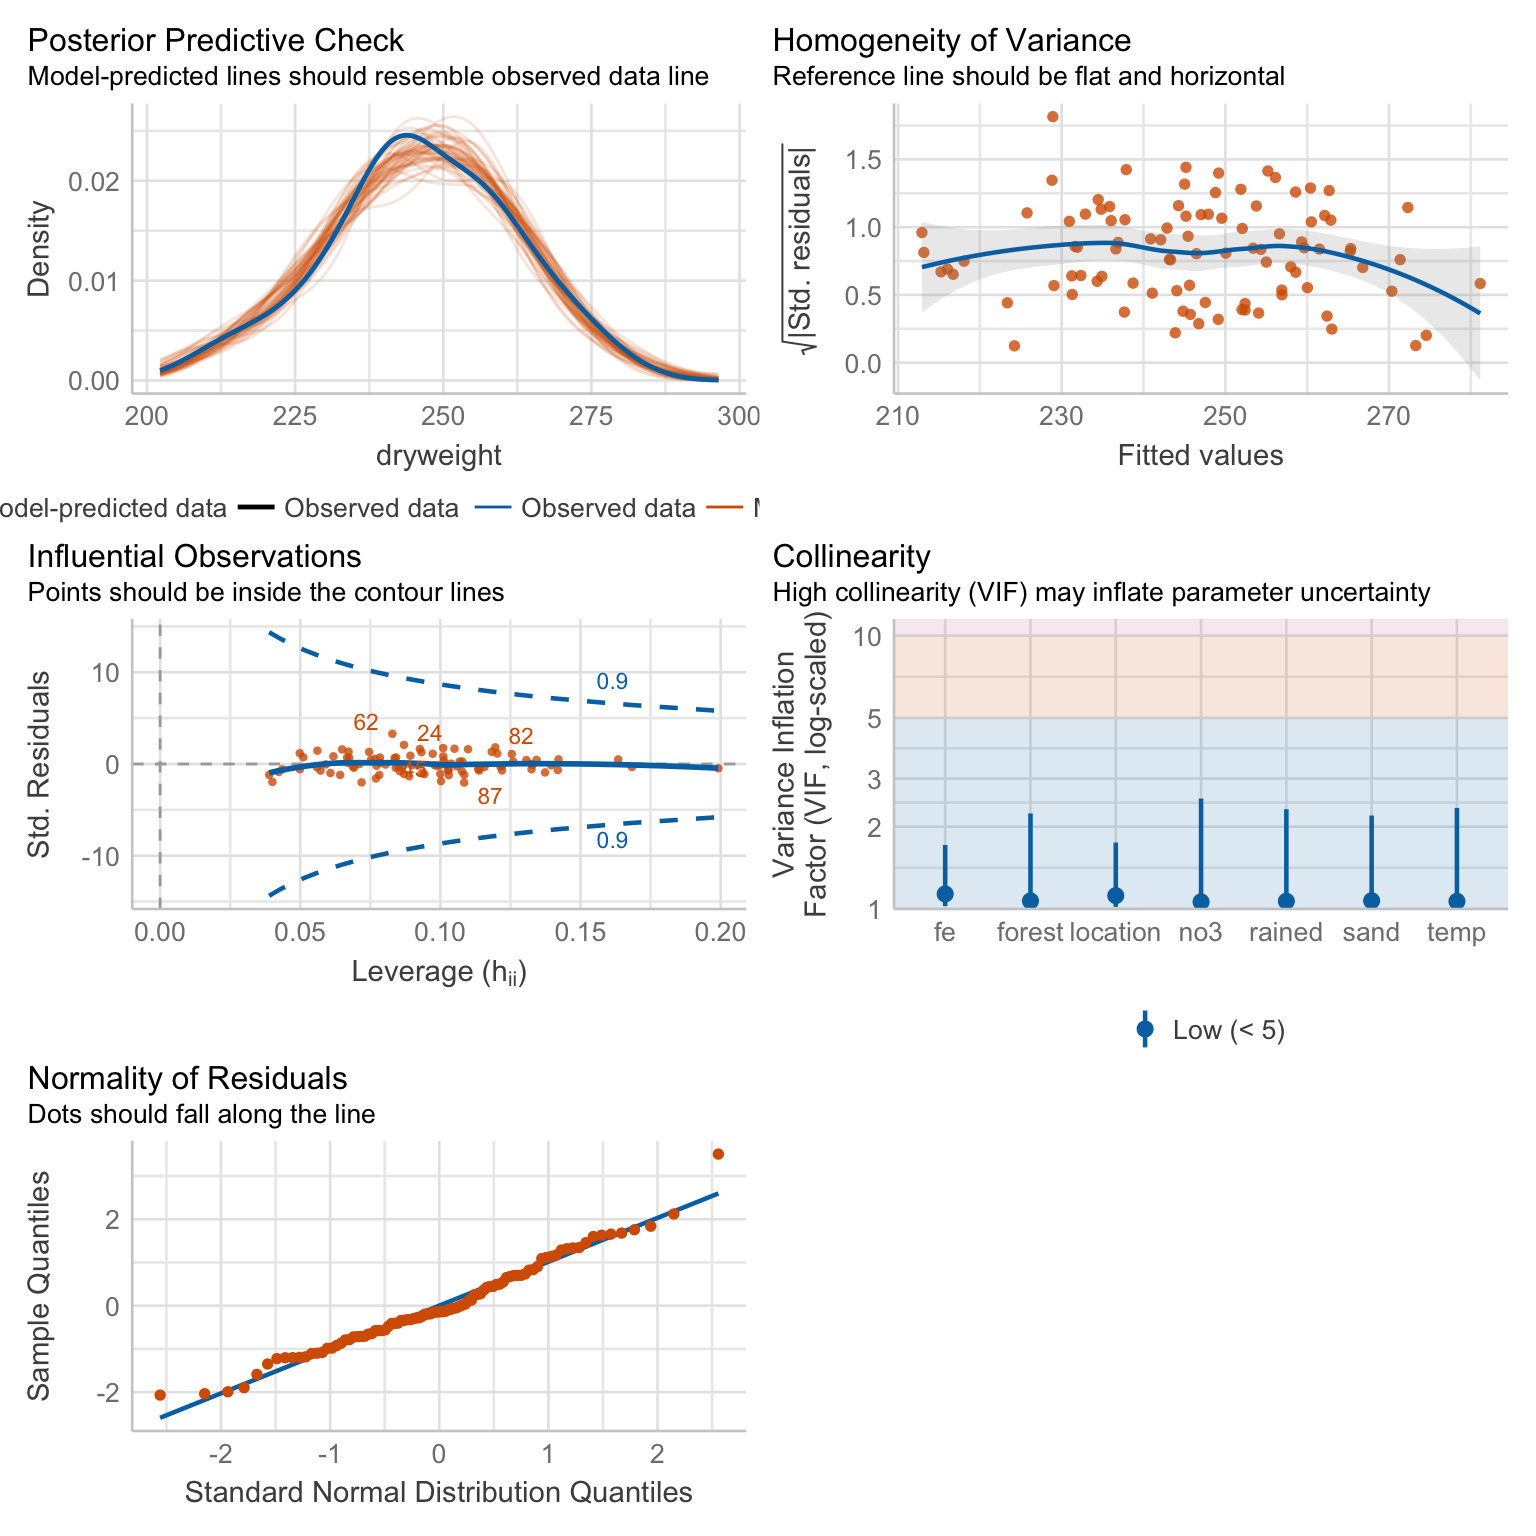 Posterior Predictive Check
Model-predicted lines should resemble observed data line
Density
0.02
0.01
0.00
200 225 250 275 300
dryweight
odel-predicted data Observed data Observed data
Homogeneity of Variance
Reference line should be flat and horizontal
√|Std. residuals|
1.5
1.0
0.5
0.0
210 230 250 270
Fitted values
Influential Observations
Points should be inside the contour lines
Std. Residuals
10
0
-10
0.9
62 24 82
87
0.9
0.00 0.05 0.10 0.15 0.20
Leverage (hii)
Collinearity
High collinearity (VIF) may inflate parameter uncertainty
Variance Inflation
Factor (VIF, log-scaled)
10
5
3
2
1
fe forest location no3 rained sand temp
Low (< 5)
Normality of Residuals
Dots should fall along the line
Sample Quantiles
2
0
-2
-2 -1 0 1 2
Standard Normal Distribution Quantiles